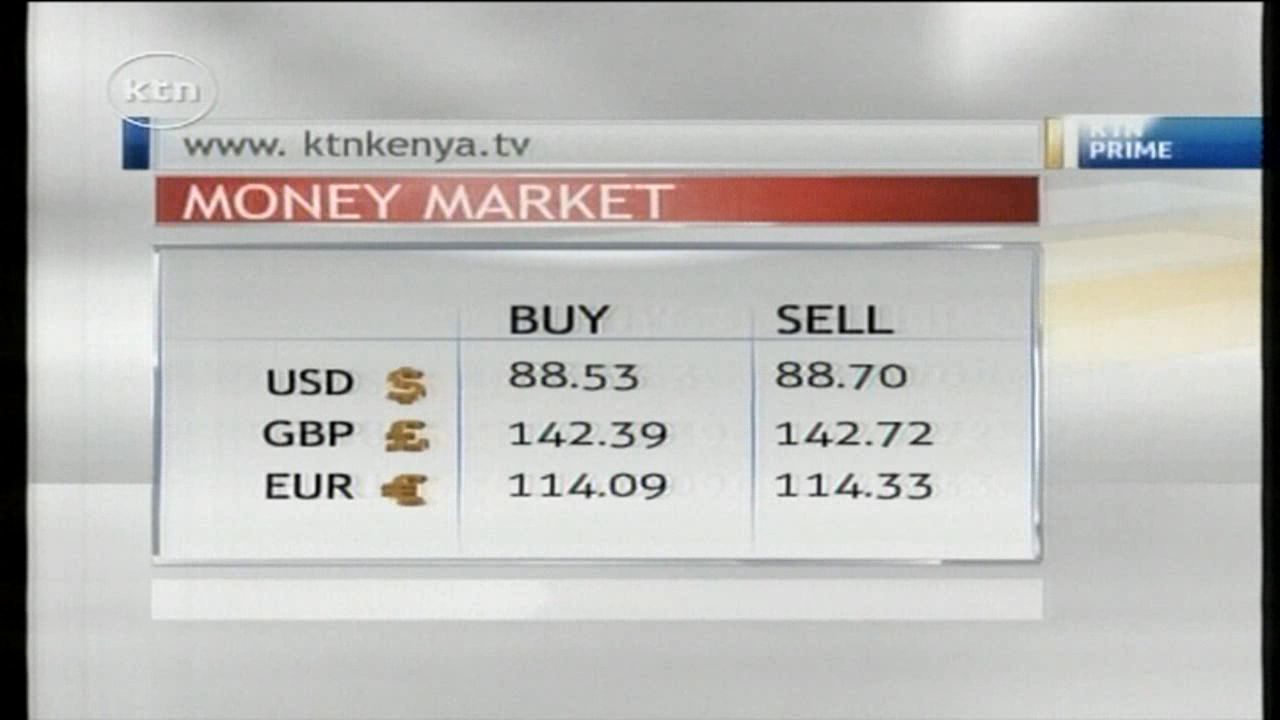 ktn
www. ktnkenya.tv
KTN
PRIME
MONEY MARKET
BUY SELL
USD $ 88.53 88.70
GBP £ 142.39 142.72
EUR € 114.09 114.33